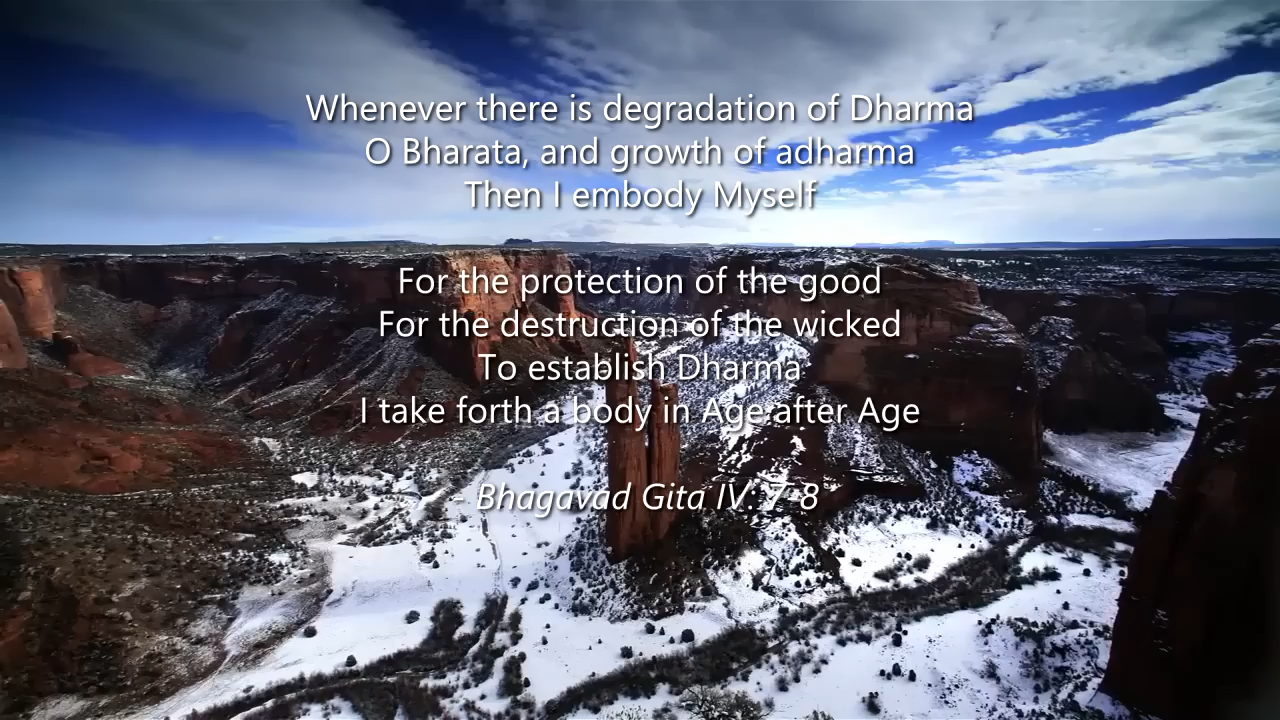 Whenever there is degradation of Dharma
O Bharata, and growth of adharma
Then I embody Myself
For the protection of the good
For the destruction of the wicked
To establish Dharma
I take forth a body in Age after Age
- Bhagavad Gita IV: 7-8